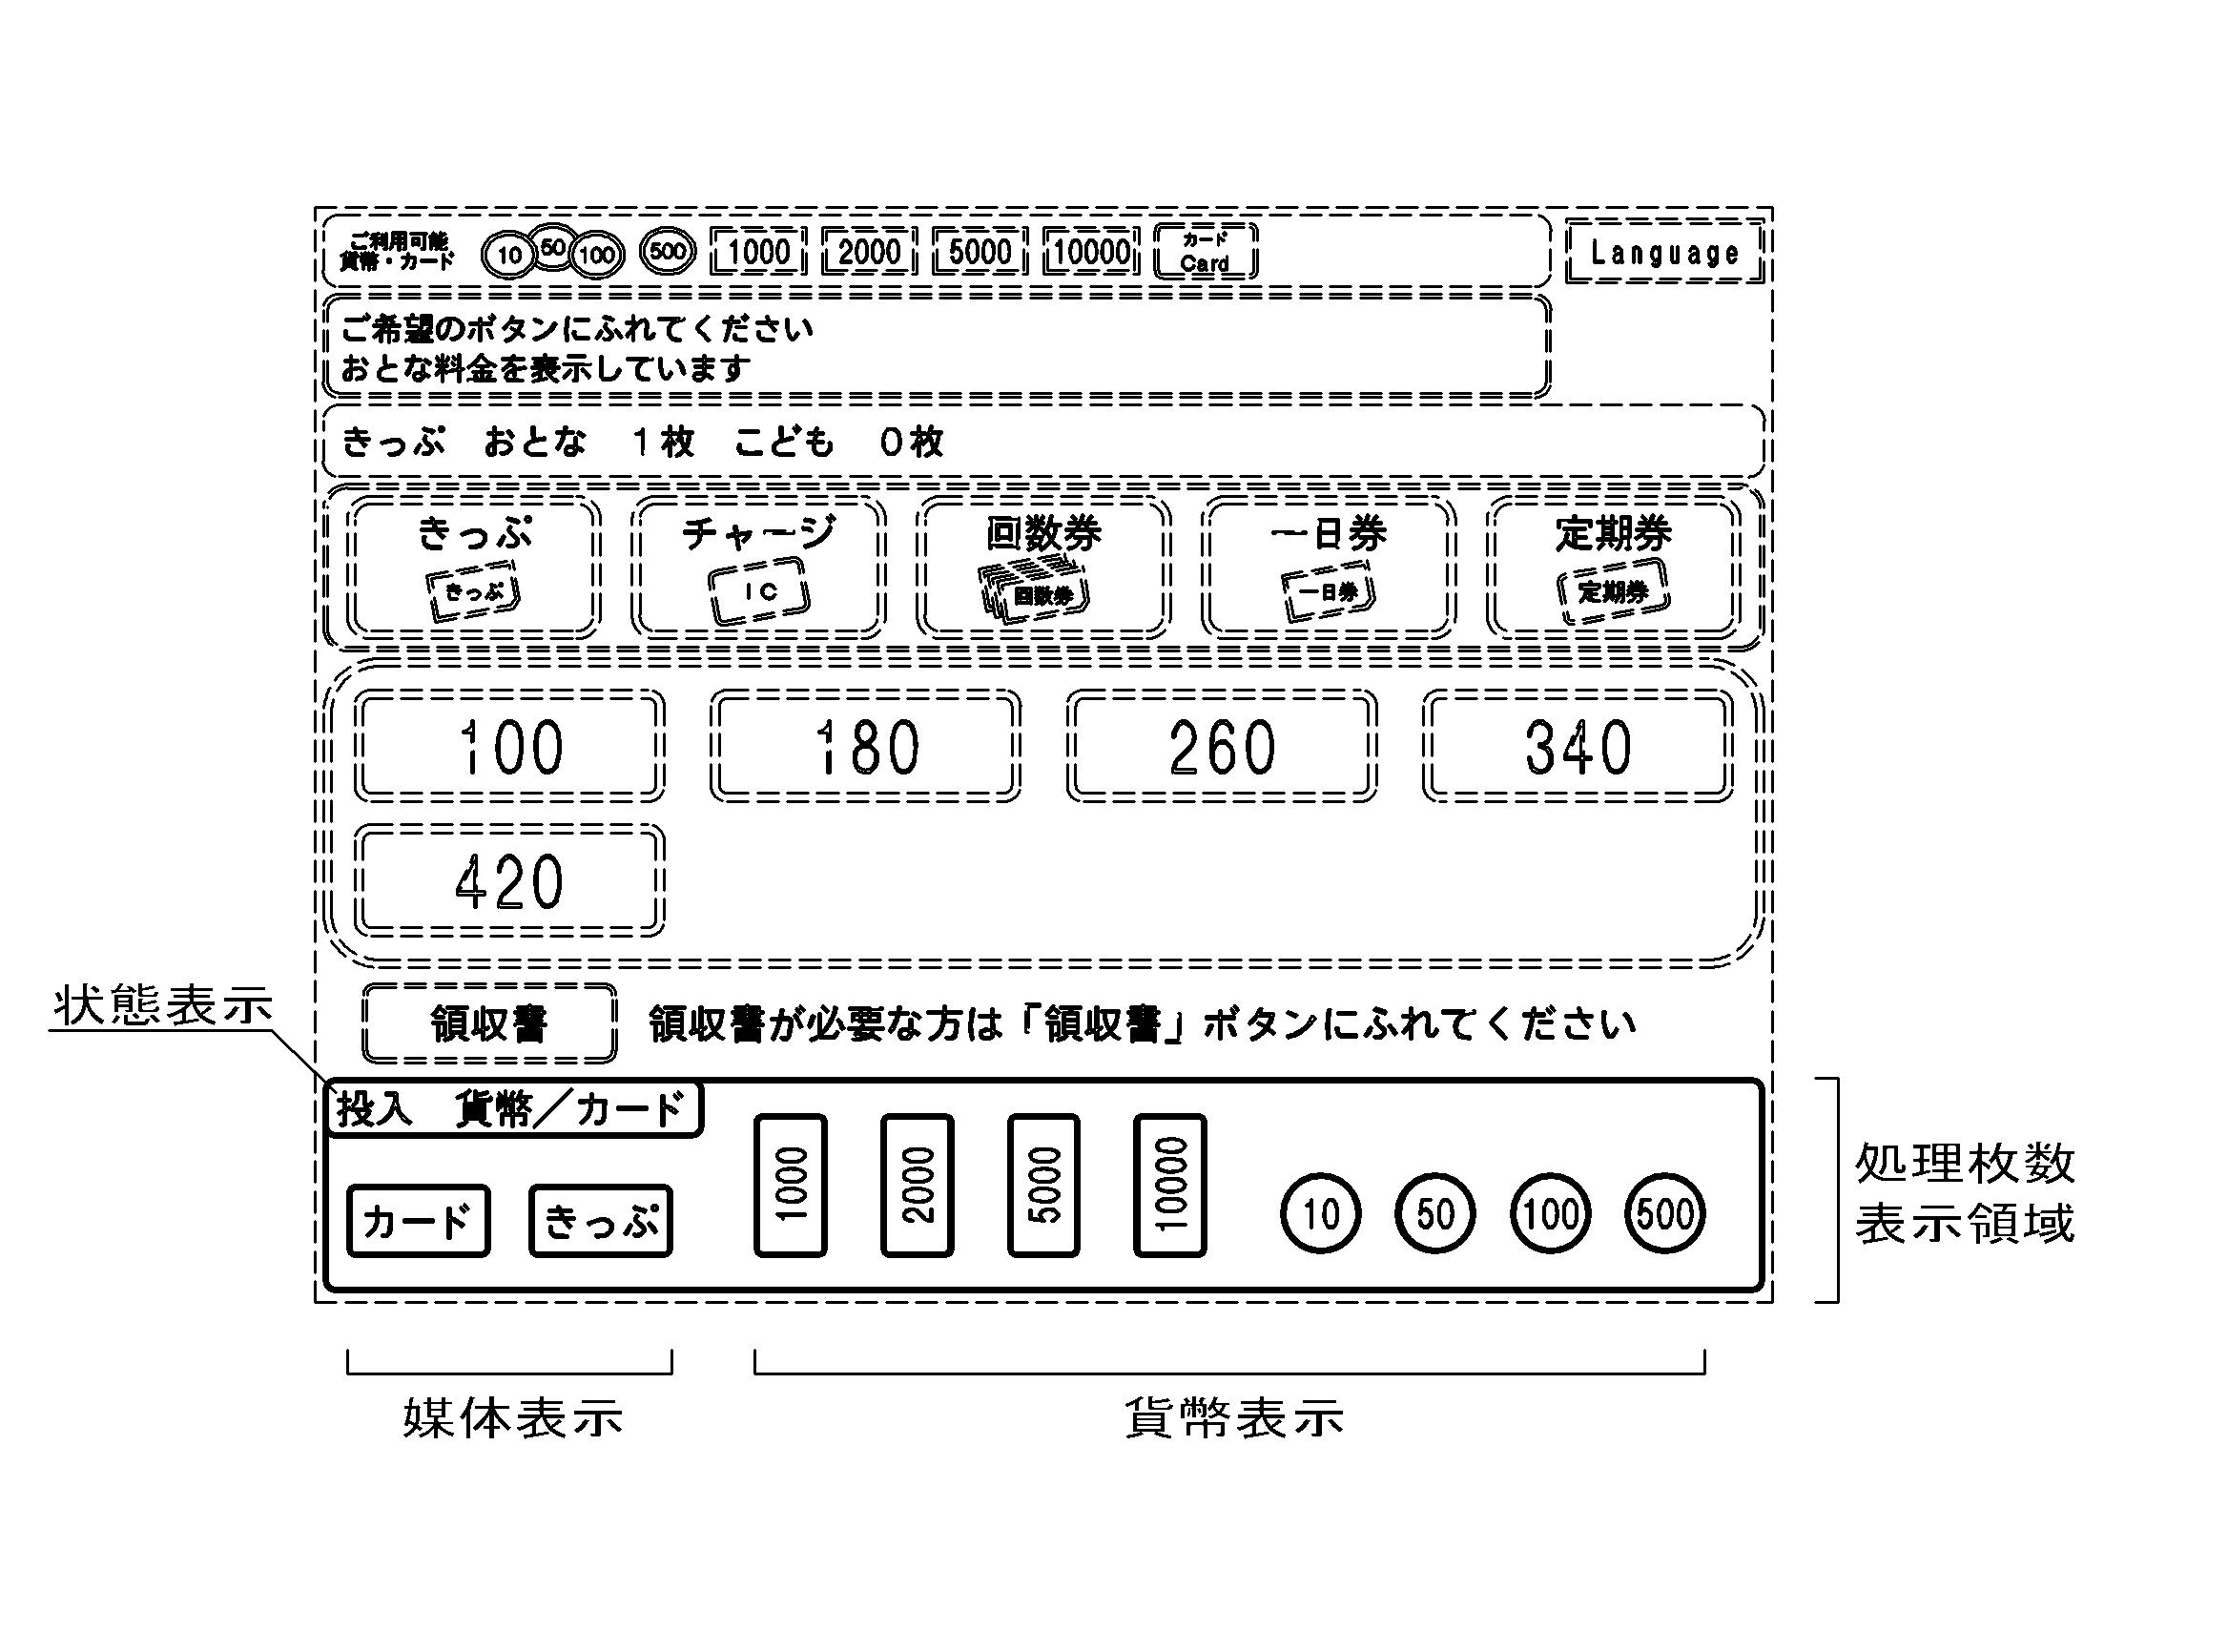 ご利用可能
貨幣・カード
10 50 100 500 1000 2000 5000 10000
カード
Card
Language
ご希望のボタンにふれてください
おとな料金を表示しています
きっぷ　おとな　1枚　こども　0枚
きっぷ　チャージ　回数券　一日券　定期券
きっぷ　IC　回数券　一日券　定期券
100 180 260 340
420
状態表示
領収書　領収書が必要な方は「領収書」ボタンにふれてください
投入　貨幣／カード
カード　きっぷ　1000 2000 5000 10000 10 50 100 500
処理枚数
表示領域
媒体表示　貨幣表示